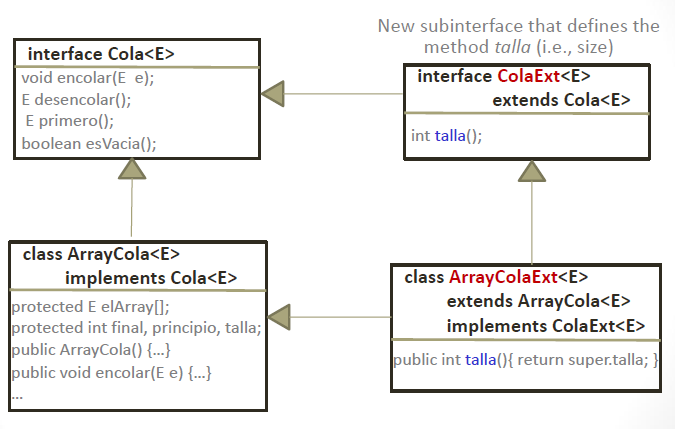 New subinterface that defines the
method talla (i.e., size)
interface Cola<E>
void encolar(E  e);
E desencolar();
E primero();
boolean esVacia();
interface ColaExt<E>
extends Cola<E>
int talla();
class ArrayCola<E>
implements Cola<E>
protected E elArray[];
protected int final, principio, talla;
public ArrayCola() {…}
public void encolar(E e) {…}
…
class ArrayColaExt<E>
extends ArrayCola<E>
implements ColaExt<E>
public int talla(){ return super.talla; }